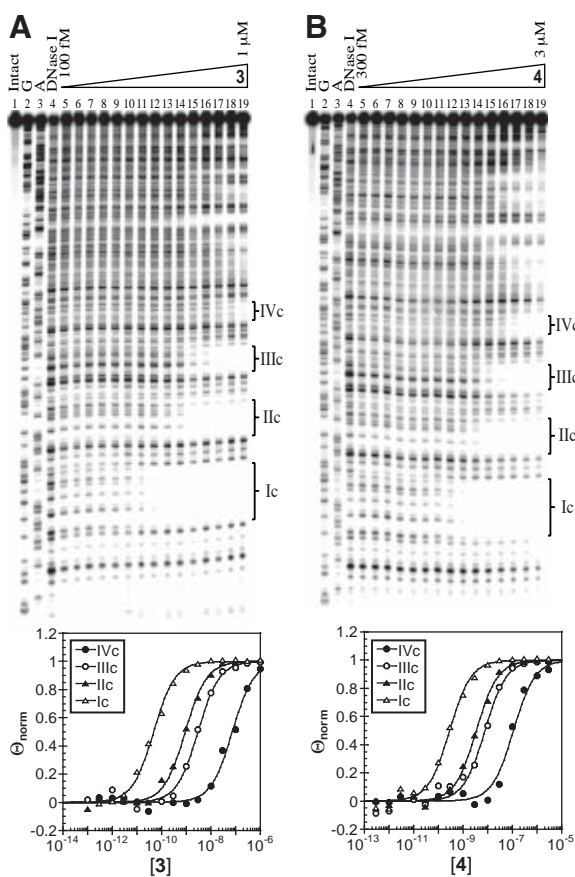 A
B
Intact
G
A
DNase I
100 fM
1 µM
3
Intact
G
A
DNase I
300 fM
3 µM
4
1 2 3 4 5 6 7 8 9 10 11 12 13 14 15 16 17 18 19
1 2 3 4 5 6 7 8 9 10 11 12 13 14 15 16 17 18 19
IVc
IIIc
IIc
Ic
IVc
IIIc
IIc
Ic
1.2
1
0.8
0.6
0.4
0.2
0
-0.2
Θnorm
IVc
IIIc
IIc
Ic
10-14 10-12 10-10 10-8 10-6
[3]
1.2
1
0.8
0.6
0.4
0.2
0
-0.2
Θnorm
IVc
IIIc
IIc
Ic
10-13 10-11 10-9 10-7 10-5
[4]